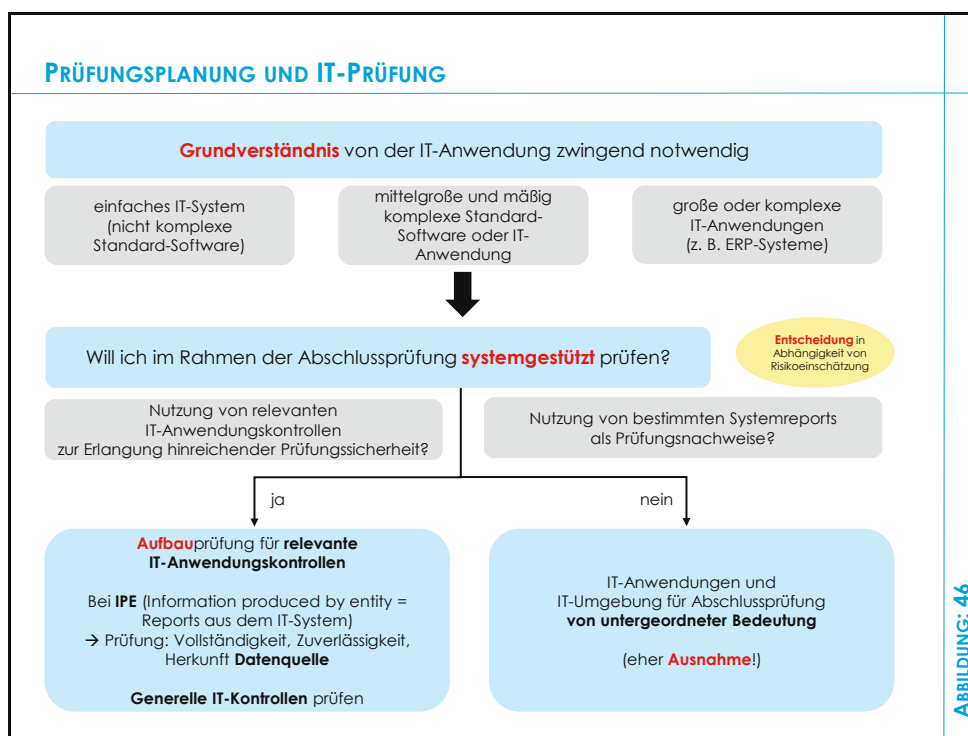 PRÜFUNGSPLANUNG UND IT-PRÜFUNG
Grundverständnis von der IT-Anwendung zwingend notwendig
einfaches IT-System
(nicht komplexe
Standard-Software)
mittelgroße und mäßig
komplexe Standard-
Software oder IT-
Anwendung
große oder komplexe
IT-Anwendungen
(z. B. ERP-Systeme)
Will ich im Rahmen der Abschlussprüfung systemgestützt prüfen?
Entscheidung in
Abhängigkeit von
Risikoeinschätzung
Nutzung von relevanten
IT-Anwendungskontrollen
zur Erlangung hinreichender Prüfungssicherheit?
Nutzung von bestimmten Systemreports
als Prüfungsnachweise?
ja
nein
Aufbauprüfung für relevante
IT-Anwendungskontrollen
Bei IPE (Information produced by entity =
Reports aus dem IT-System)
→ Prüfung: Vollständigkeit, Zuverlässigkeit,
Herkunft Datenquelle
Generelle IT-Kontrollen prüfen
IT-Anwendungen und
IT-Umgebung für Abschlussprüfung
von untergeordneter Bedeutung
(eher Ausnahme!)
ABBILDUNG: 46